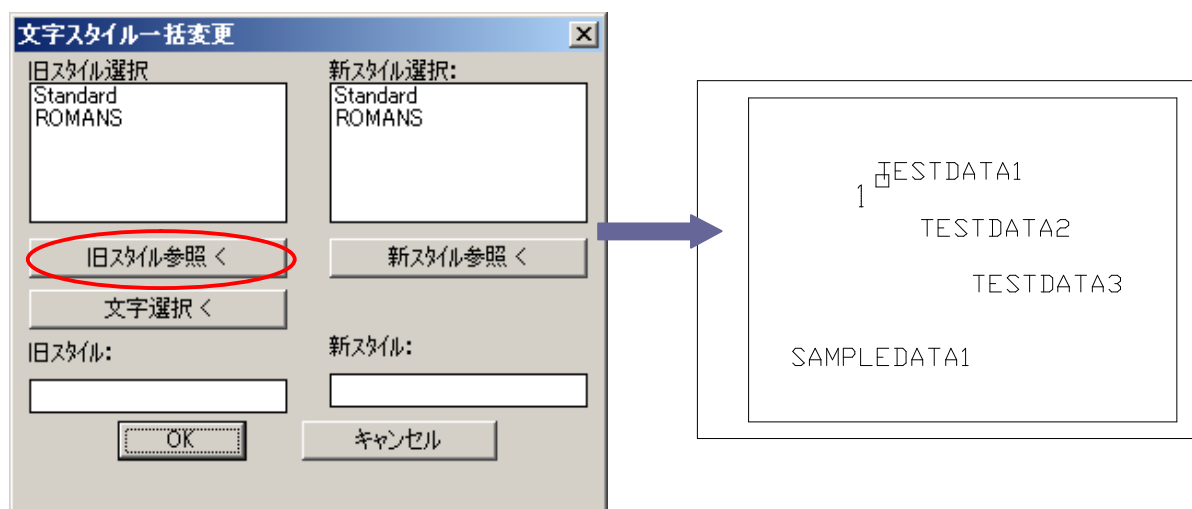 文字スタイル一括変更
旧スタイル選択
新スタイル選択:
Standard
ROMANS
Standard
ROMANS
旧スタイル参照 <
新スタイル参照 <
文字選択 <
旧スタイル:
新スタイル:
OK
キャンセル
TESTDATA1
1
TESTDATA2
TESTDATA3
SAMPLEDATA1